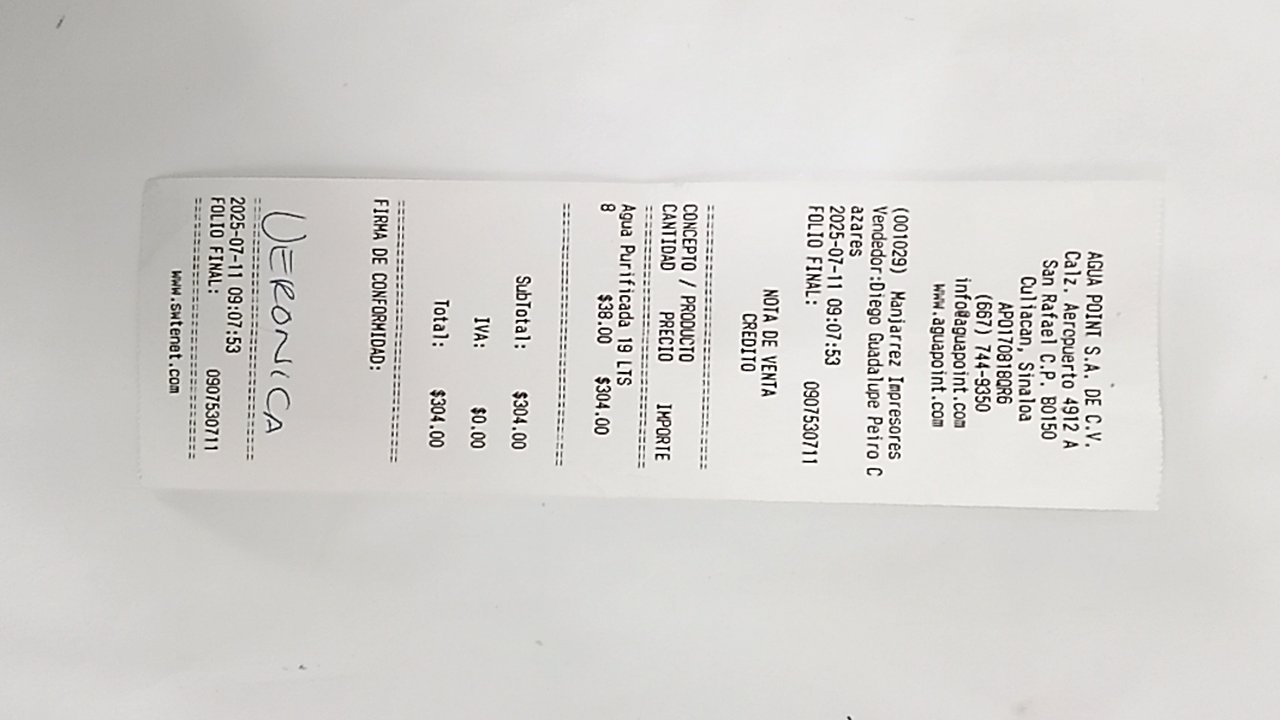 AGUA POINT S.A. DE C.V.
Calz. Aeropuerto 4912 A
San Rafael C.P. 80150
Culiacan, Sinaloa
APO170818QR6
(667) 744-9350
info@aguapoint.com
www.aguapoint.com
(001029) Manjarrez Impresores
Vendedor:Diego Guadalupe Peiro C
azares
2025-07-11 09:07:53
FOLIO FINAL: 0907530711
NOTA DE VENTA
CREDITO
CONCEPTO / PRODUCTO
CANTIDAD PRECIO IMPORTE
Agua Purificada 19 LTS
8 $38.00 $304.00
SubTotal: $304.00
IVA: $0.00
Total: $304.00
FIRMA DE CONFORMIDAD:
VERONICA
2025-07-11 09:07:53
FOLIO FINAL: 0907530711
www.swtenet.com